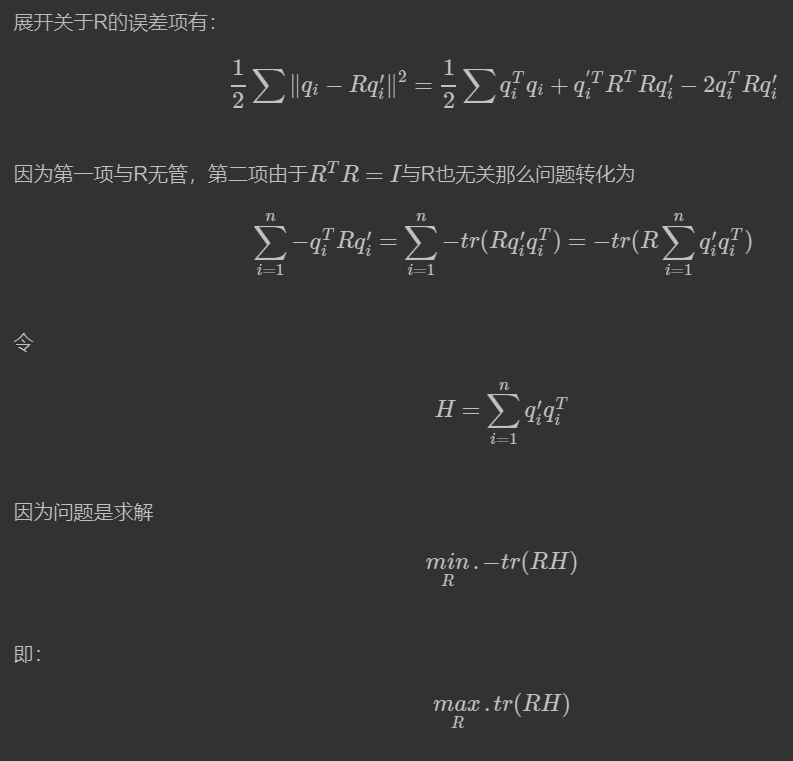 展开关于R的误差项有：
$$\frac{1}{2}\sum \|q_i - Rq_i'\|^2 = \frac{1}{2}\sum q_i^T q_i + q_i^{'T} R^T R q_i' - 2q_i^T R q_i'$$
因为第一项与R无管，第二项由于$R^T R = I$与R也无关那么问题转化为
$$\sum_{i=1}^{n} -q_i^T R q_i' = \sum_{i=1}^{n} -tr(Rq_i' q_i^T) = -tr(R\sum_{i=1}^{n} q_i' q_i^T)$$
令
$$H = \sum_{i=1}^{n} q_i' q_i^T$$
因为问题是求解
$$\underset{R}{min}.-tr(RH)$$
即：
$$\underset{R}{max}.tr(RH)$$